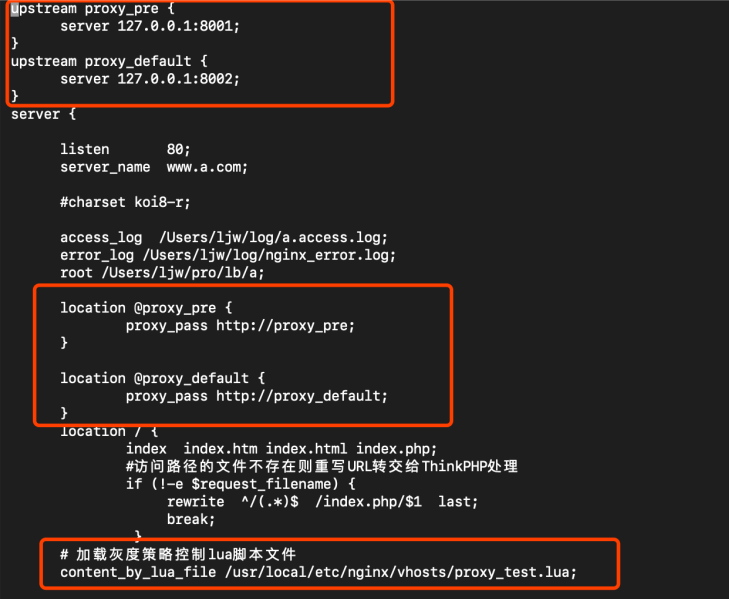 upstream proxy_pre {
server 127.0.0.1:8001;
}
upstream proxy_default {
server 127.0.0.1:8002;
}
server {
listen 80;
server_name www.a.com;
#charset koi8-r;
access_log /Users/ljw/log/a.access.log;
error_log /Users/ljw/log/nginx_error.log;
root /Users/ljw/pro/lb/a;
location @proxy_pre {
proxy_pass http://proxy_pre;
}
location @proxy_default {
proxy_pass http://proxy_default;
}
location / {
index index.htm index.html index.php;
#访问路径的文件不存在则重写URL转交给ThinkPHP处理
if (!-e $request_filename) {
rewrite ^/(.*)$ /index.php/$1 last;
break;
}
# 加载灰度策略控制lua脚本文件
content_by_lua_file /usr/local/etc/nginx/vhosts/proxy_test.lua;